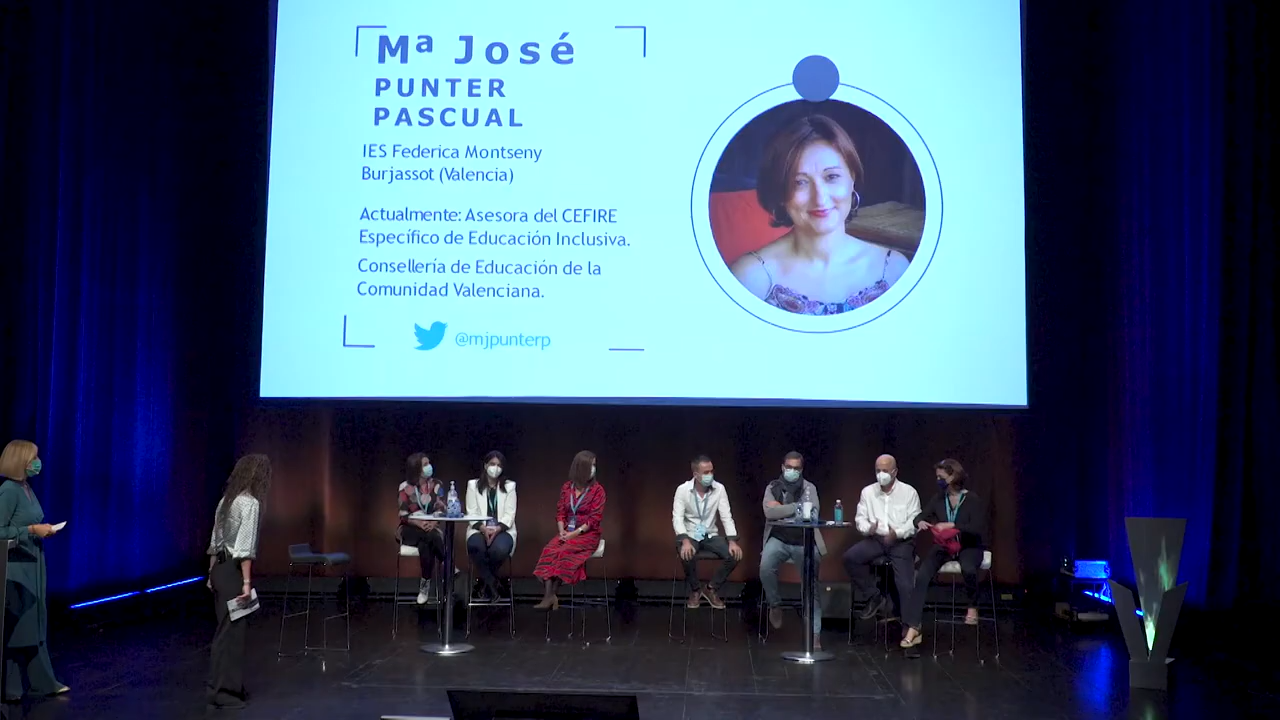 Mª José
PUNTER
PASCUAL
IES Federica Montseny
Burjassot (Valencia)
Actualmente: Asesora del CEFIRE
Específico de Educación Inclusiva.
Consellería de Educación de la
Comunidad Valenciana.
@mjpunterp